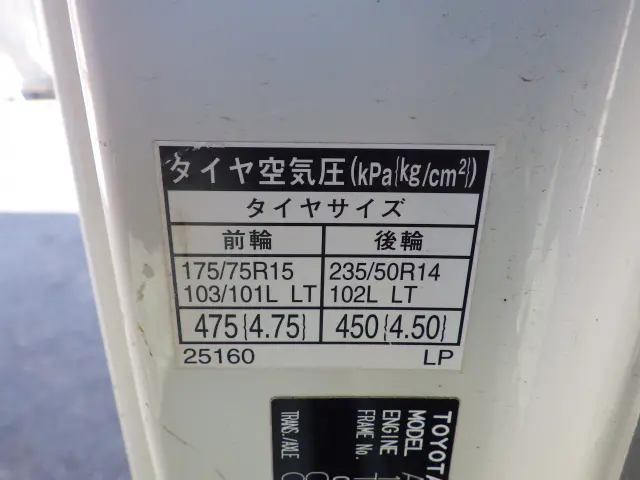 タイヤ空気圧(kPa{kg/cm²})
タイヤサイズ
前輪 後輪
175/75R15 235/50R14
103/101L LT 102L LT
475{4.75} 450{4.50}
25160 LP
TOYOTA
MODEL
ENGINE
FRAME No.
TRANS./AXLE